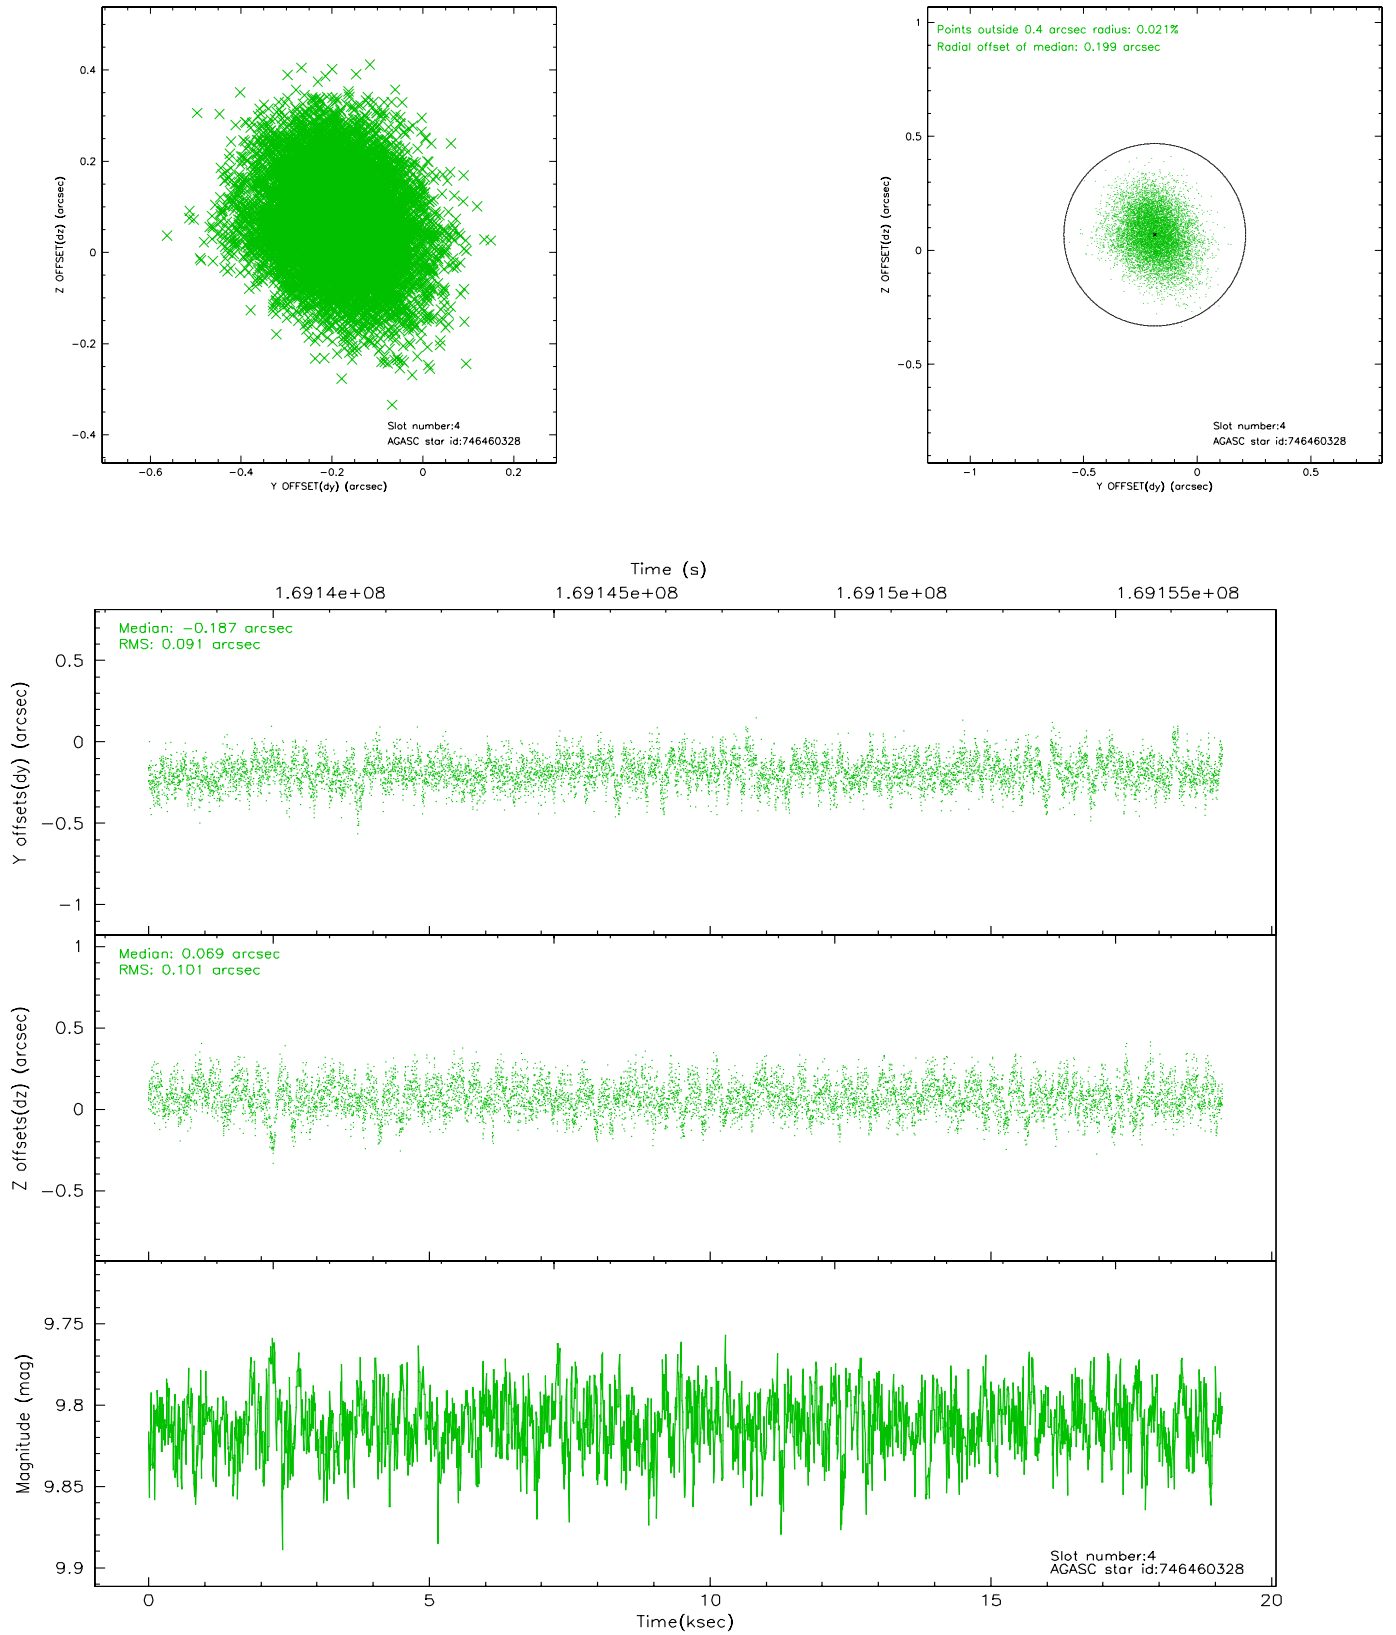 0.4
0.2
0
−0.2
−0.4
Z OFFSET(dz) (arcsec)
Slot number:4
AGASC star id:746460328
−0.6
−0.4
−0.2
0
0.2
Y OFFSET(dy) (arcsec)
Points outside 0.4 arcsec radius: 0.021%
Radial offset of median: 0.199 arcsec
1
0.5
0
−0.5
Z OFFSET(dz) (arcsec)
Slot number:4
AGASC star id:746460328
−1
−0.5
0
0.5
Y OFFSET(dy) (arcsec)
Time (s)
1.6914e+08
1.69145e+08
1.6915e+08
1.69155e+08
Median: −0.187 arcsec
RMS: 0.091 arcsec
0.5
0
−0.5
−1
Y offsets(dy) (arcsec)
Median: 0.069 arcsec
RMS: 0.101 arcsec
1
0.5
0
−0.5
Z offsets(dz) (arcsec)
9.75
9.8
9.85
9.9
Magnitude (mag)
Slot number:4
AGASC star id:746460328
0
5
10
15
20
Time(ksec)